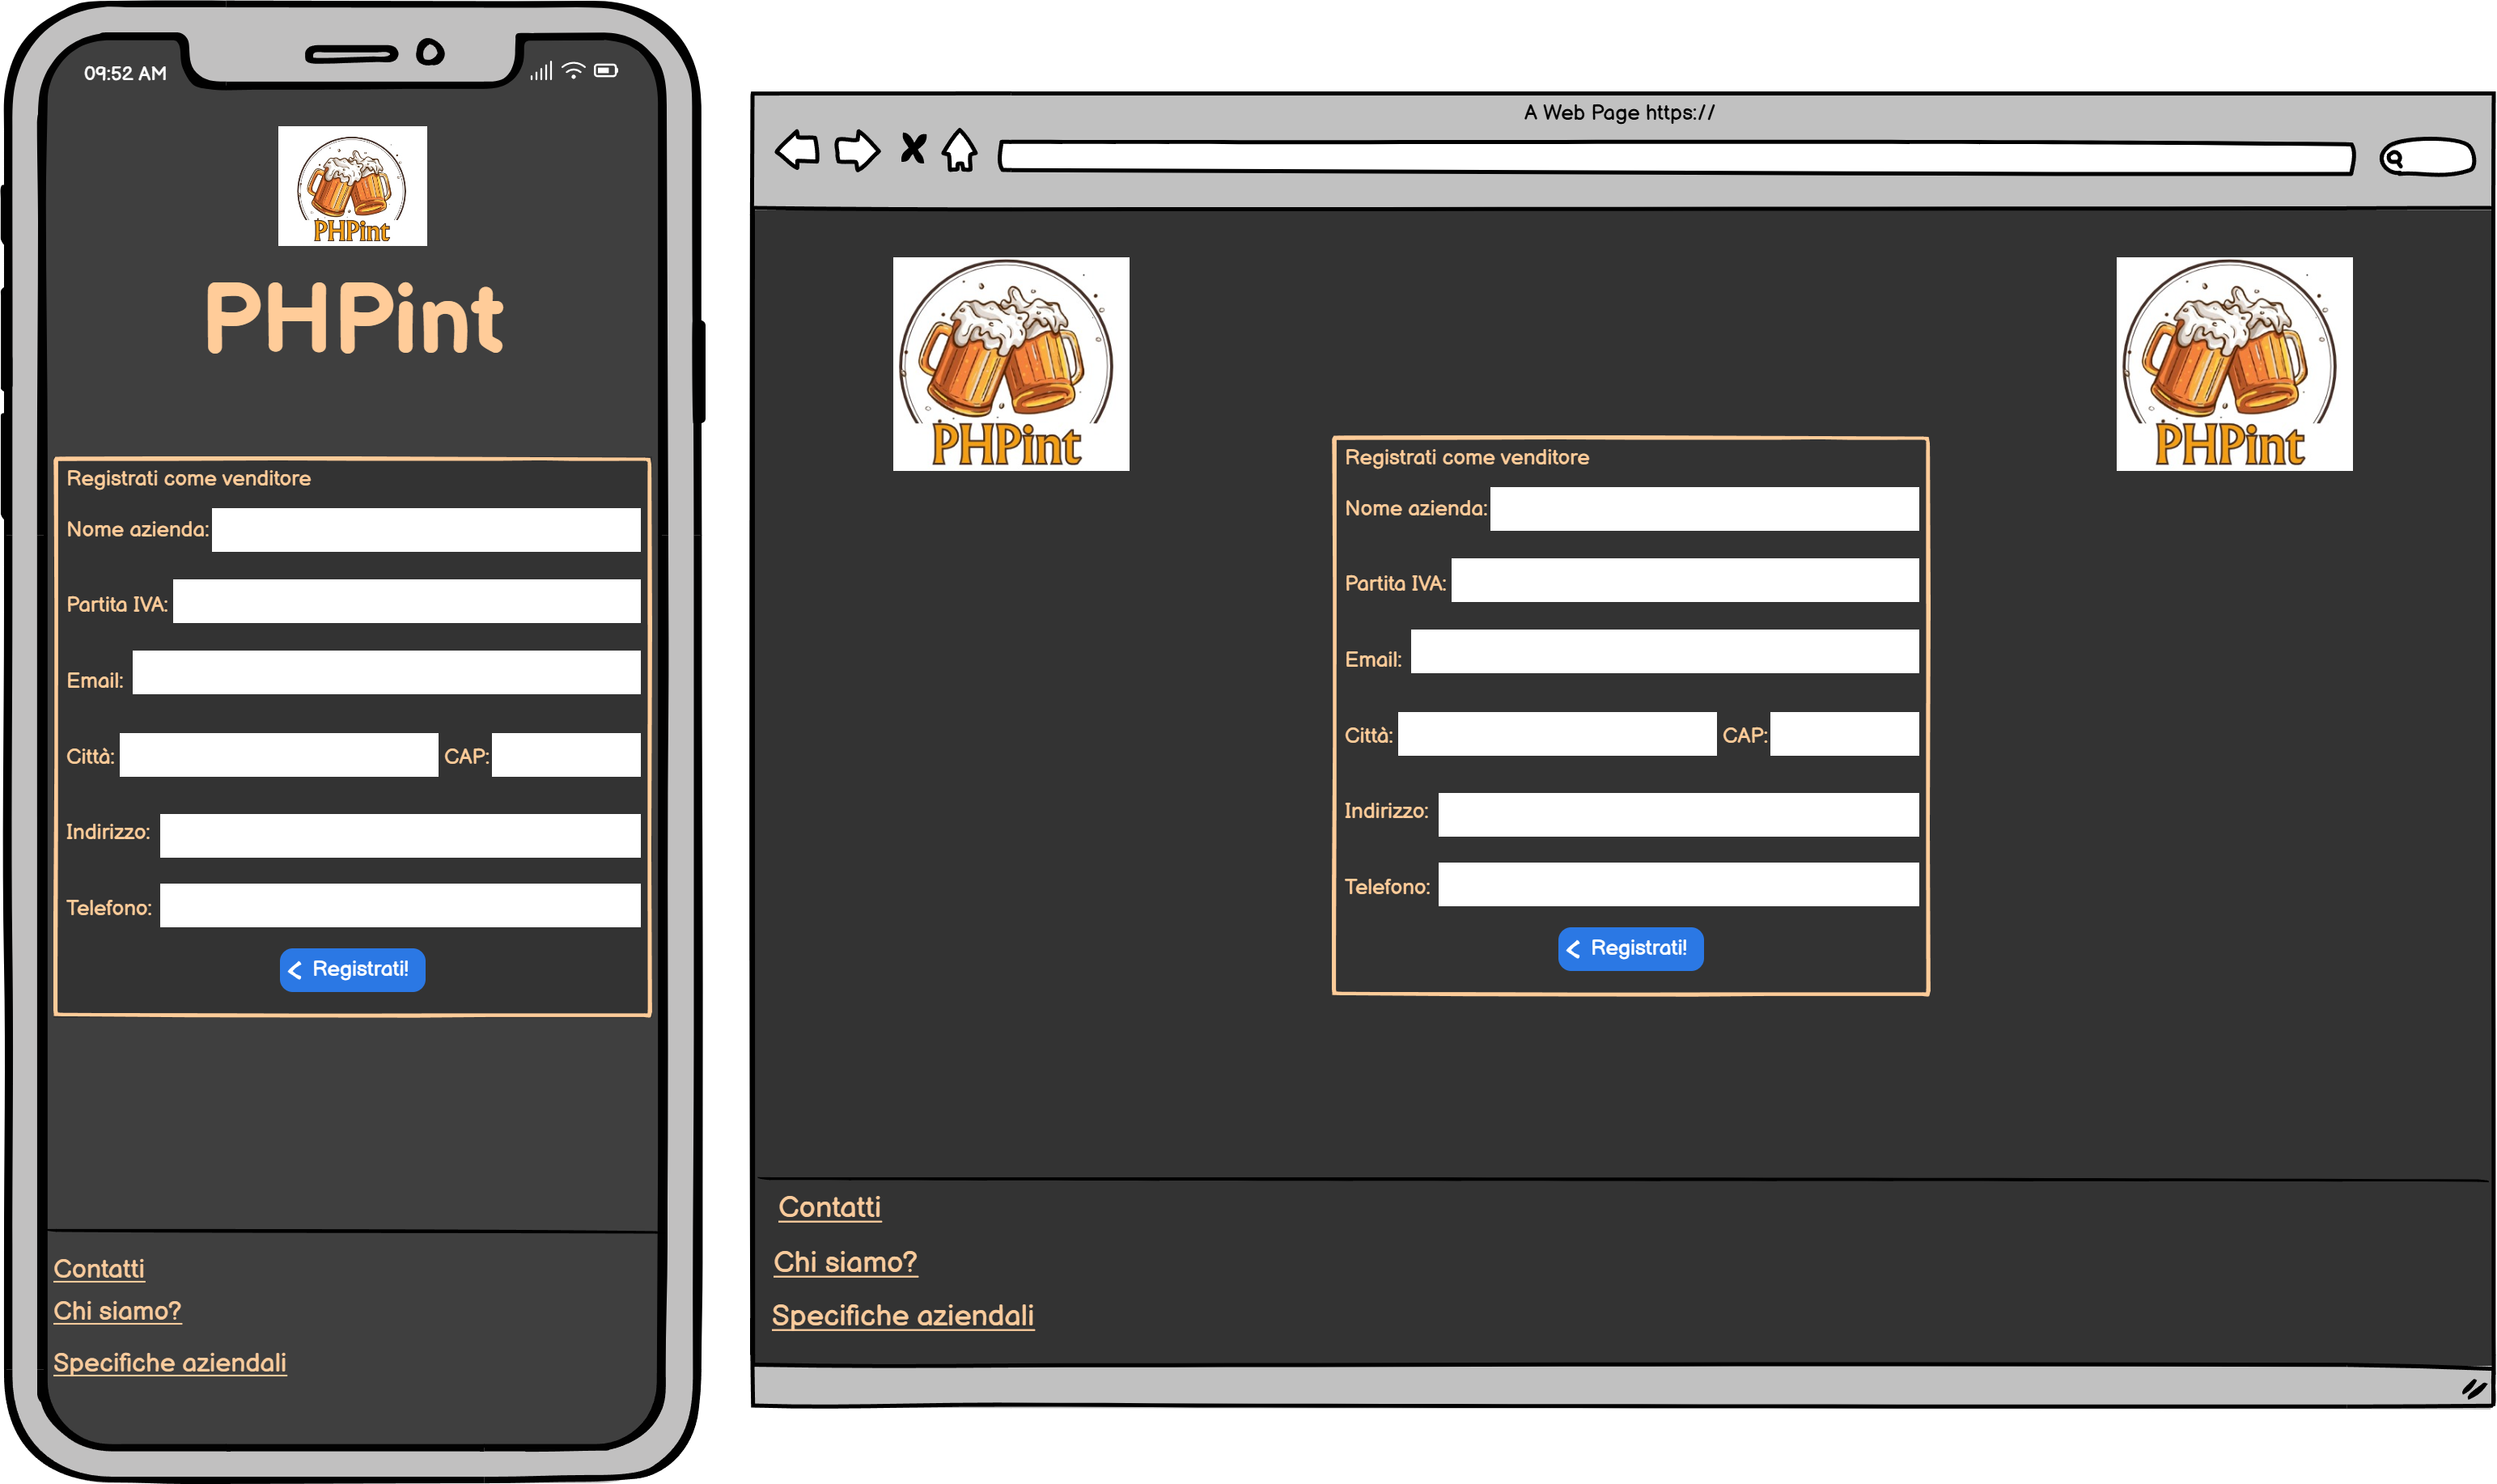 09:52 AM
PHPint
PHPint
Registrati come venditore
Nome azienda:
Partita IVA:
Email:
Città: CAP:
Indirizzo:
Telefono:
Registrati!
Contatti
Chi siamo?
Specifiche aziendali
A Web Page https://
PHPint
PHPint
Registrati come venditore
Nome azienda:
Partita IVA:
Email:
Città: CAP:
Indirizzo:
Telefono:
Registrati!
Contatti
Chi siamo?
Specifiche aziendali